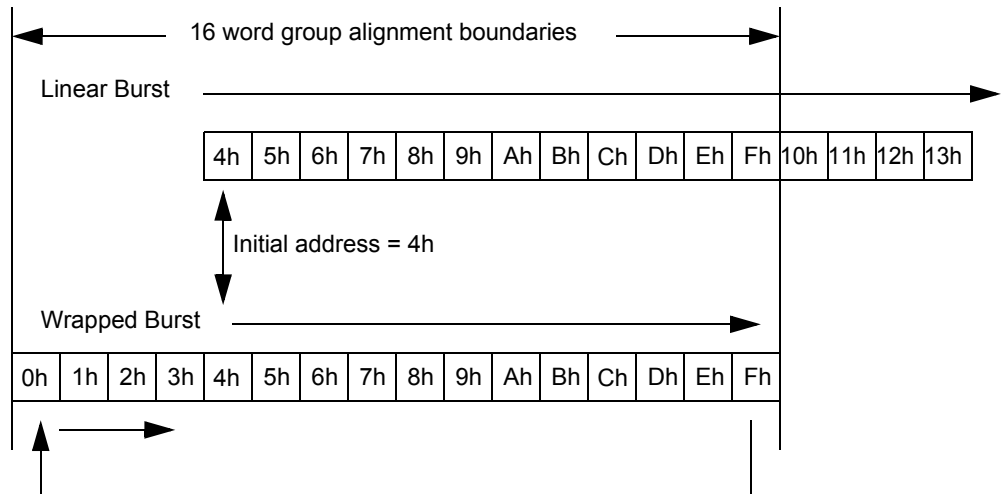 16 word group alignment boundaries
Linear Burst
4h 5h 6h 7h 8h 9h Ah Bh Ch Dh Eh Fh 10h 11h 12h 13h
Initial address = 4h
Wrapped Burst
0h 1h 2h 3h 4h 5h 6h 7h 8h 9h Ah Bh Ch Dh Eh Fh